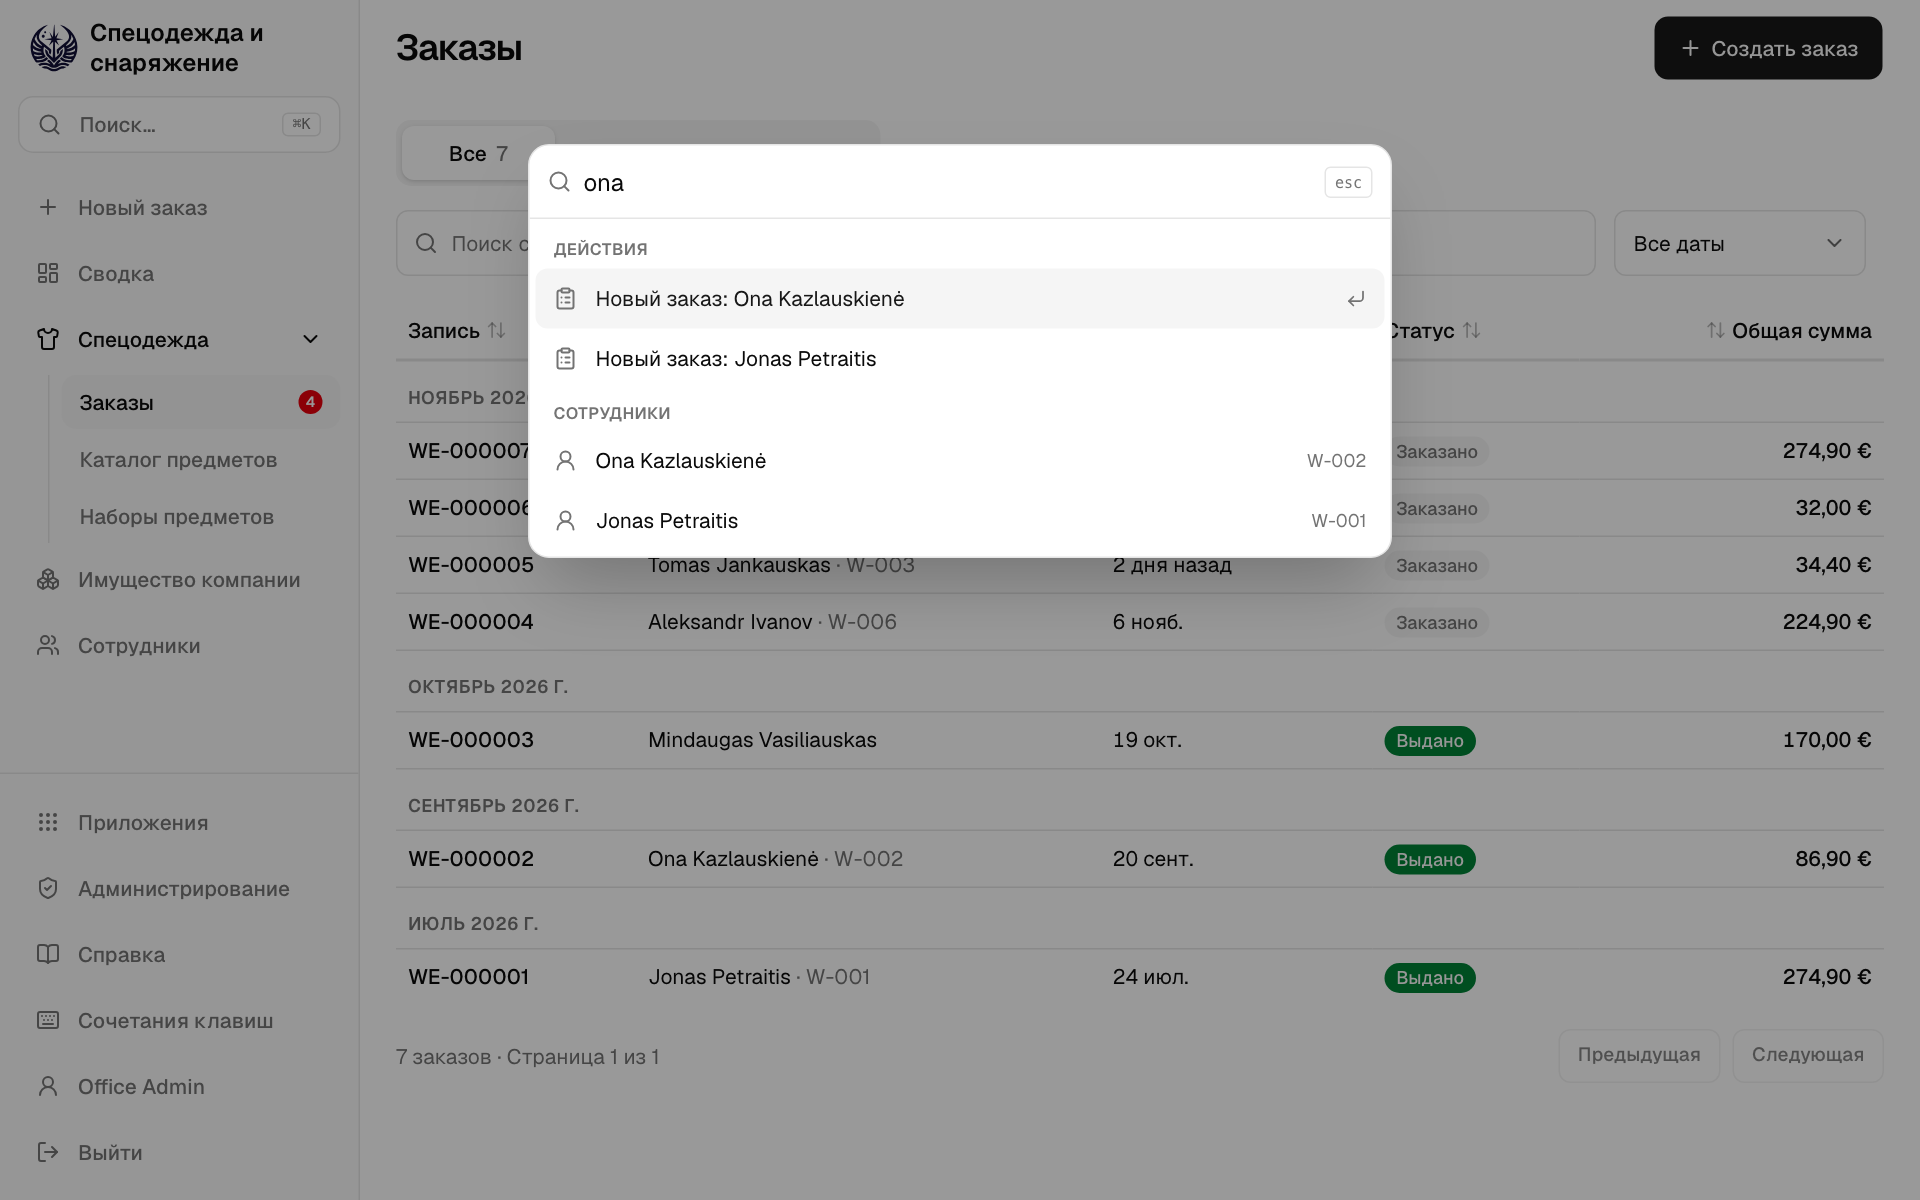 Спецодежда и
снаряжение
Поиск...
⌘K
Новый заказ
Сводка
Спецодежда
Заказы
4
Каталог предметов
Наборы предметов
Имущество компании
Сотрудники
Приложения
Администрирование
Справка
Сочетания клавиш
Office Admin
Выйти
Заказы
Создать заказ
Все 7
ona
esc
ДЕЙСТВИЯ
Новый заказ: Ona Kazlauskienė
Новый заказ: Jonas Petraitis
СОТРУДНИКИ
Ona Kazlauskienė W-002
Jonas Petraitis W-001
Поиск
Все даты
Запись Статус Общая сумма
НОЯБРЬ 202
WE-000007 Заказано 274,90 €
WE-000006 Заказано 32,00 €
WE-000005 Tomas Jankauskas · W-003 2 дня назад Заказано 34,40 €
WE-000004 Aleksandr Ivanov · W-006 6 нояб. Заказано 224,90 €
ОКТЯБРЬ 2026 Г.
WE-000003 Mindaugas Vasiliauskas 19 окт. Выдано 170,00 €
СЕНТЯБРЬ 2026 Г.
WE-000002 Ona Kazlauskienė · W-002 20 сент. Выдано 86,90 €
ИЮЛЬ 2026 Г.
WE-000001 Jonas Petraitis · W-001 24 июл. Выдано 274,90 €
7 заказов · Страница 1 из 1
Предыдущая
Следующая